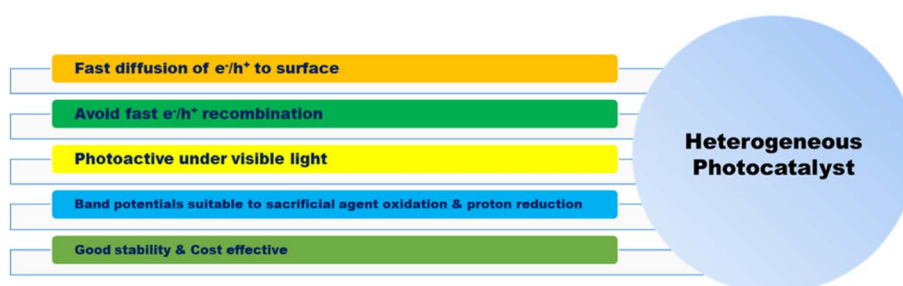 Fast diffusion of e⁻/h⁺ to surface
Avoid fast e⁻/h⁺ recombination
Photoactive under visible light
Band potentials suitable to sacrificial agent oxidation & proton reduction
Good stability & Cost effective
Heterogeneous
Photocatalyst